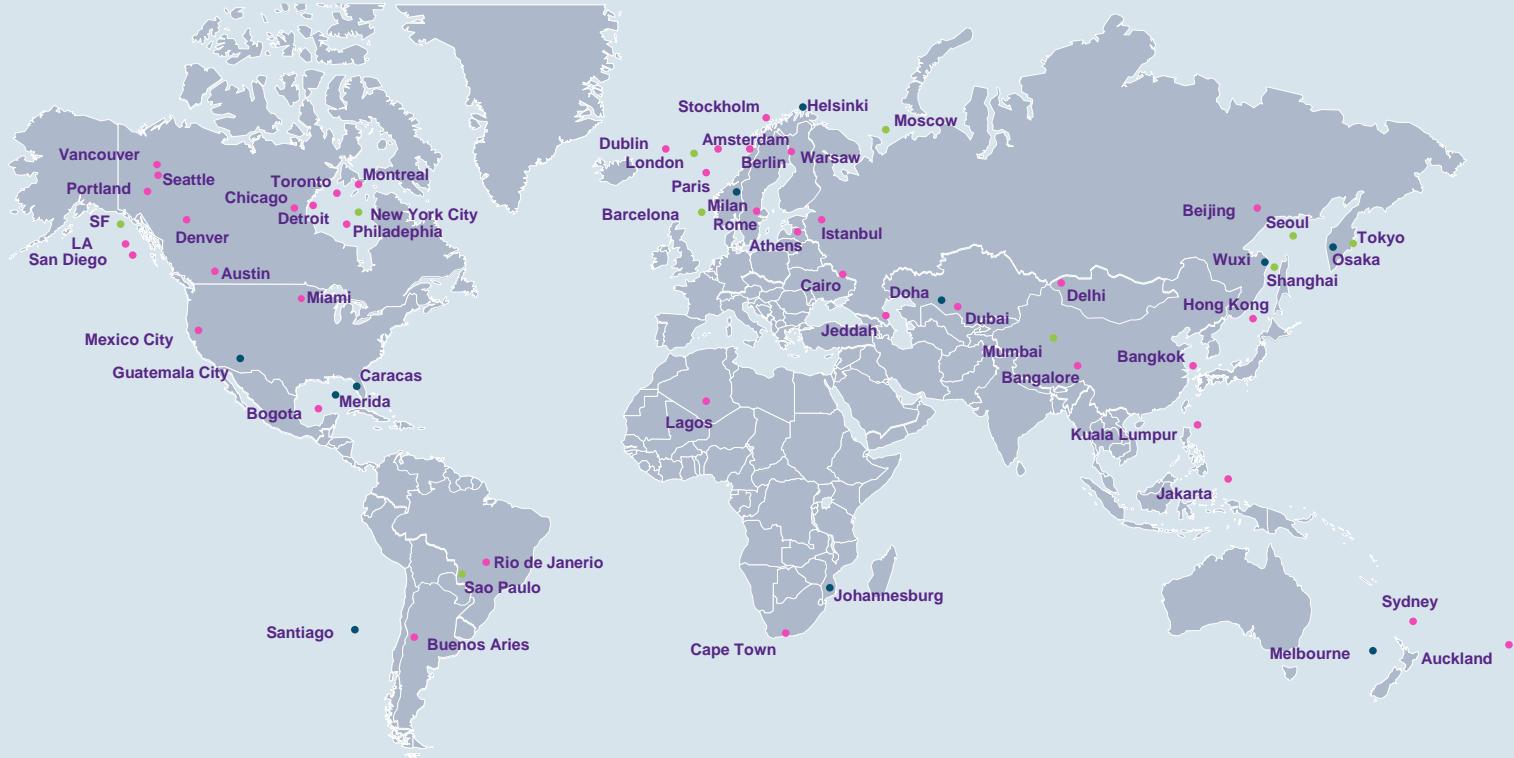 Stockholm
Helsinki
Moscow
Dublin
Amsterdam
London
Berlin
Warsaw
Paris
Milan
Barcelona
Rome
Athens
Istanbul
Cairo
Vancouver
Seattle
Portland
Toronto
Montreal
Chicago
Detroit
New York City
Philadephia
SF
LA
San Diego
Denver
Austin
Miami
Mexico City
Guatemala City
Caracas
Merida
Bogota
Beijing
Seoul
Tokyo
Osaka
Wuxi
Shanghai
Hong Kong
Doha
Dubai
Delhi
Jeddah
Mumbai
Bangalore
Bangkok
Lagos
Kuala Lumpur
Jakarta
Rio de Janerio
Sao Paulo
Santiago
Buenos Aries
Johannesburg
Cape Town
Sydney
Melbourne
Auckland